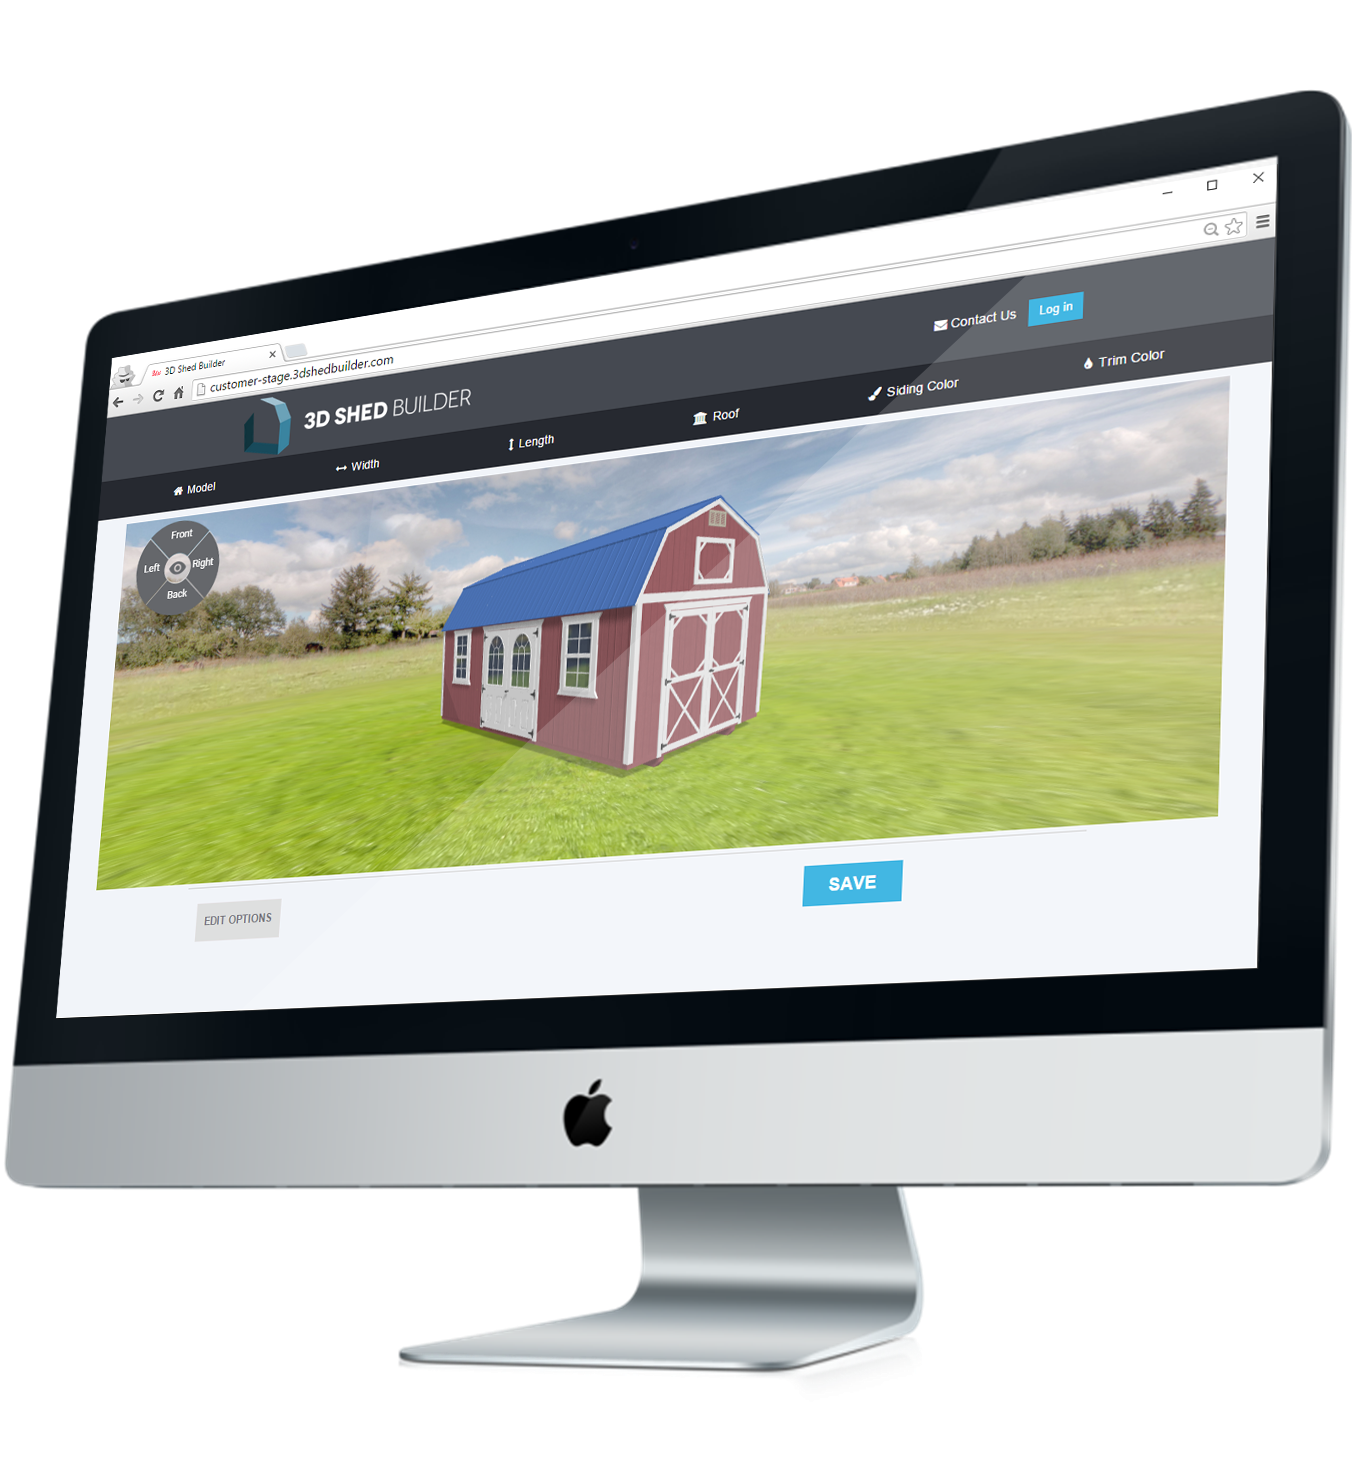 3D Shed Builder
customer-stage.3dshedbuilder.com
3D SHED BUILDER
Contact Us
Log in
Model
Width
Length
Roof
Siding Color
Trim Color
Front
Left
Right
Back
EDIT OPTIONS
SAVE